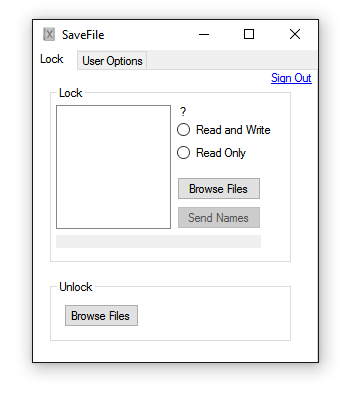 SaveFile
Lock
User Options
Sign Out
Lock
?
Read and Write
Read Only
Browse Files
Send Names
Unlock
Browse Files